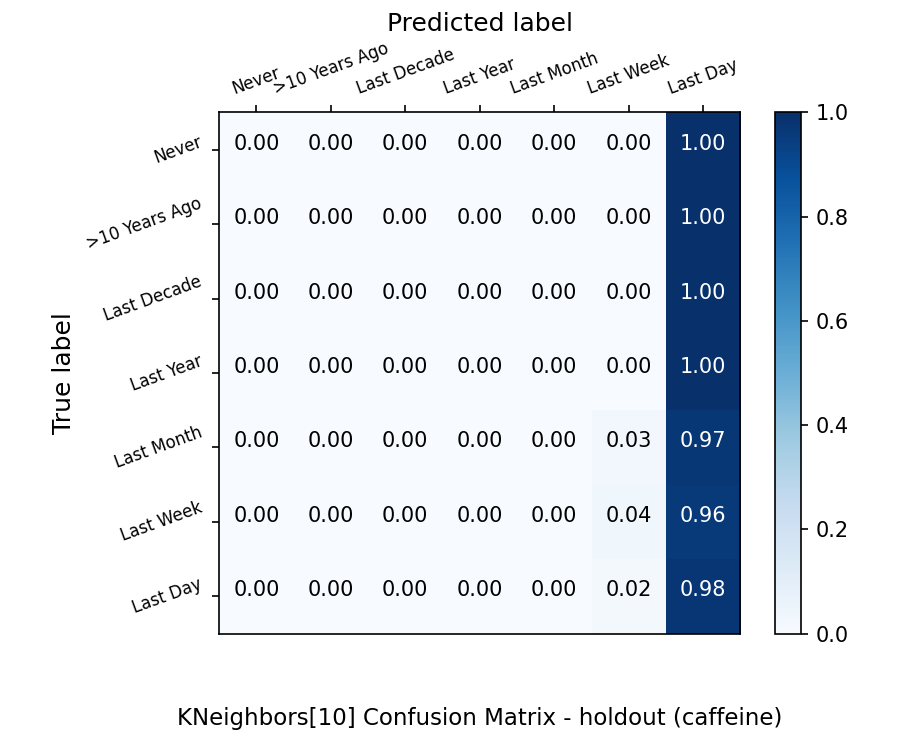 Predicted label
Never >10 Years Ago Last Decade Last Year Last Month Last Week Last Day
True label
Never 0.00 0.00 0.00 0.00 0.00 0.00 1.00
>10 Years Ago 0.00 0.00 0.00 0.00 0.00 0.00 1.00
Last Decade 0.00 0.00 0.00 0.00 0.00 0.00 1.00
Last Year 0.00 0.00 0.00 0.00 0.00 0.00 1.00
Last Month 0.00 0.00 0.00 0.00 0.00 0.03 0.97
Last Week 0.00 0.00 0.00 0.00 0.00 0.04 0.96
Last Day 0.00 0.00 0.00 0.00 0.00 0.02 0.98
1.0
0.8
0.6
0.4
0.2
0.0
KNeighbors[10] Confusion Matrix - holdout (caffeine)